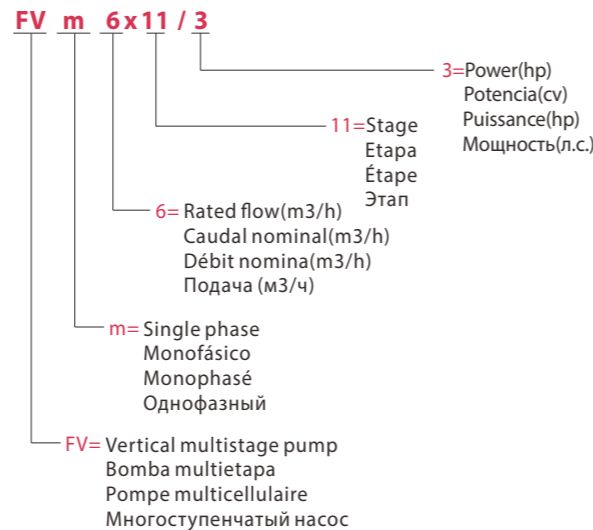 FV m 6x11 / 3
3=Power(hp)
Potencia(cv)
Puissance(hp)
Мощность(л.с.)
11=Stage
Etapa
Étape
Этап
6= Rated flow(m3/h)
Caudal nominal(m3/h)
Débit nomina(m3/h)
Подача (м3/ч)
m= Single phase
Monofásico
Monophasé
Однофазный
FV= Vertical multistage pump
Bomba multietapa
Pompe multicellulaire
Многоступенчатый насос